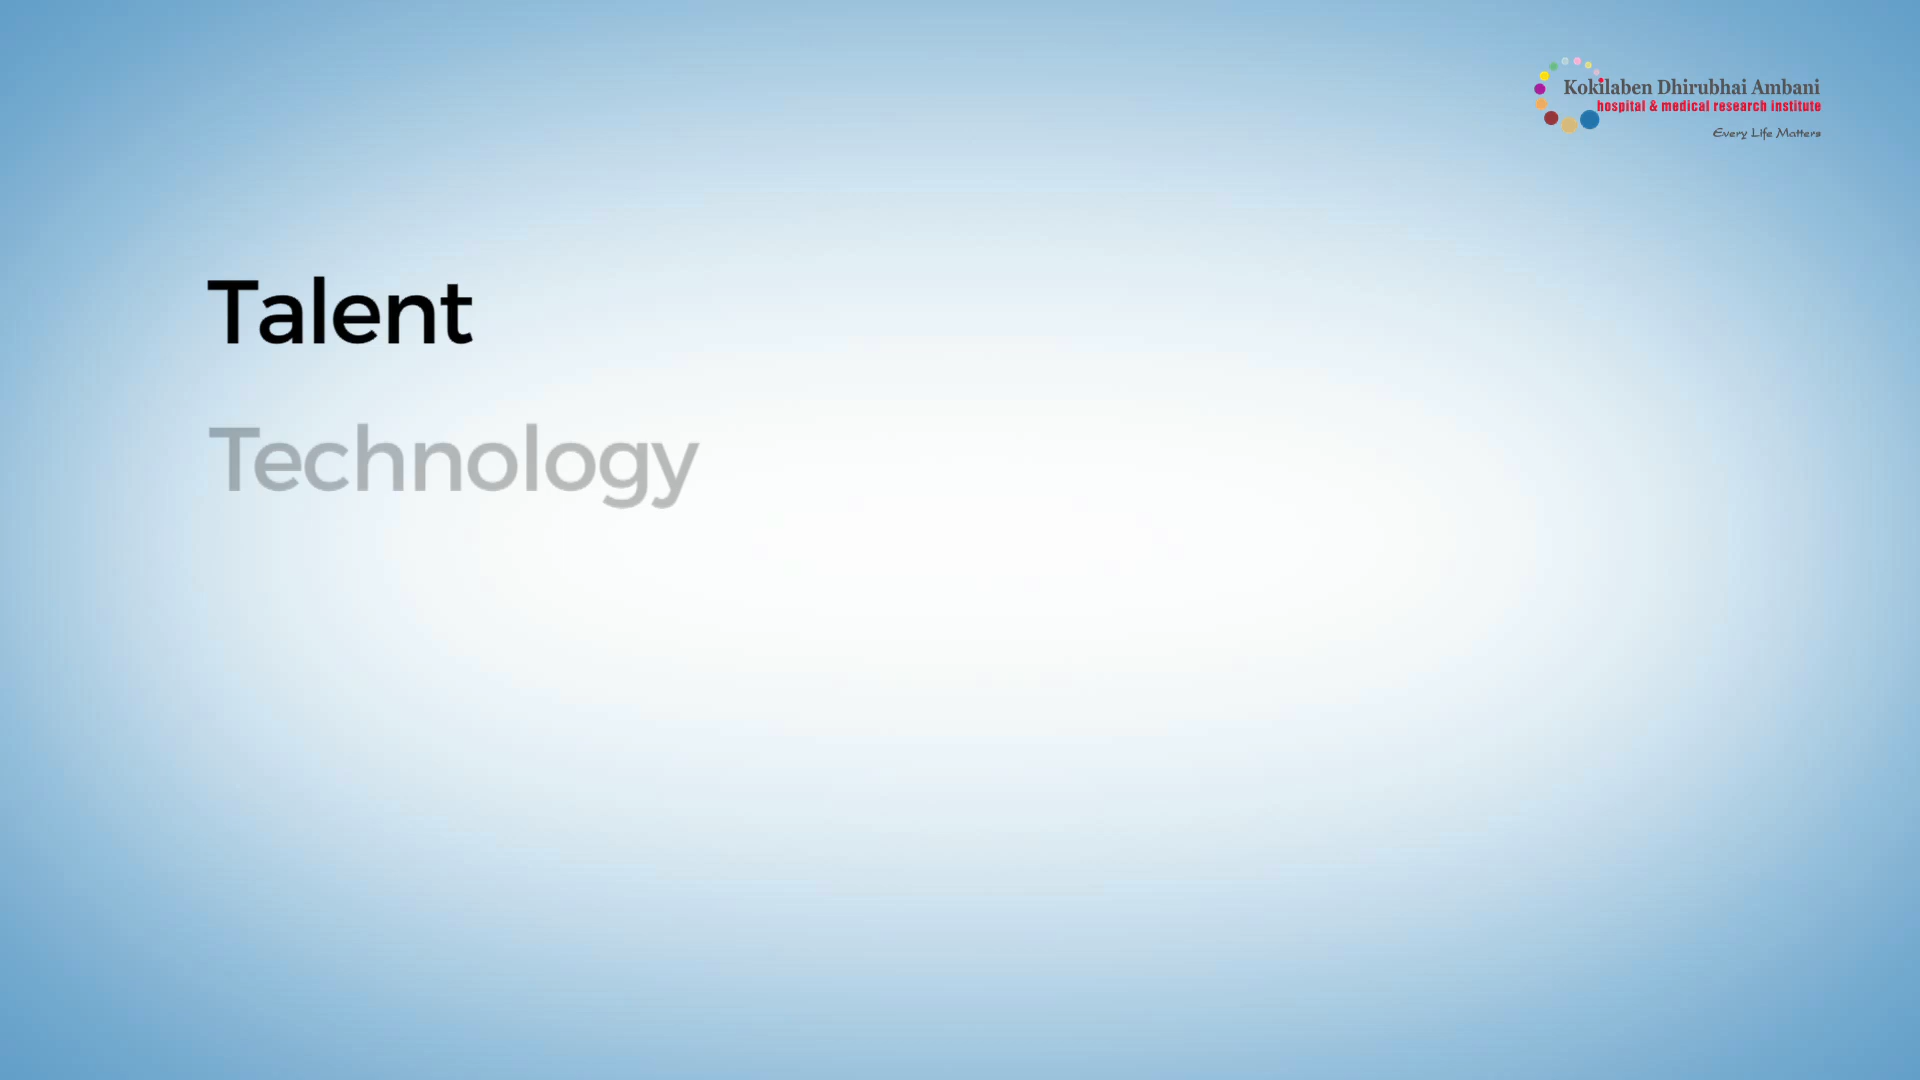 Kokilaben Dhirubhai Ambani
hospital & medical research institute
Every Life Matters
Talent
Technology